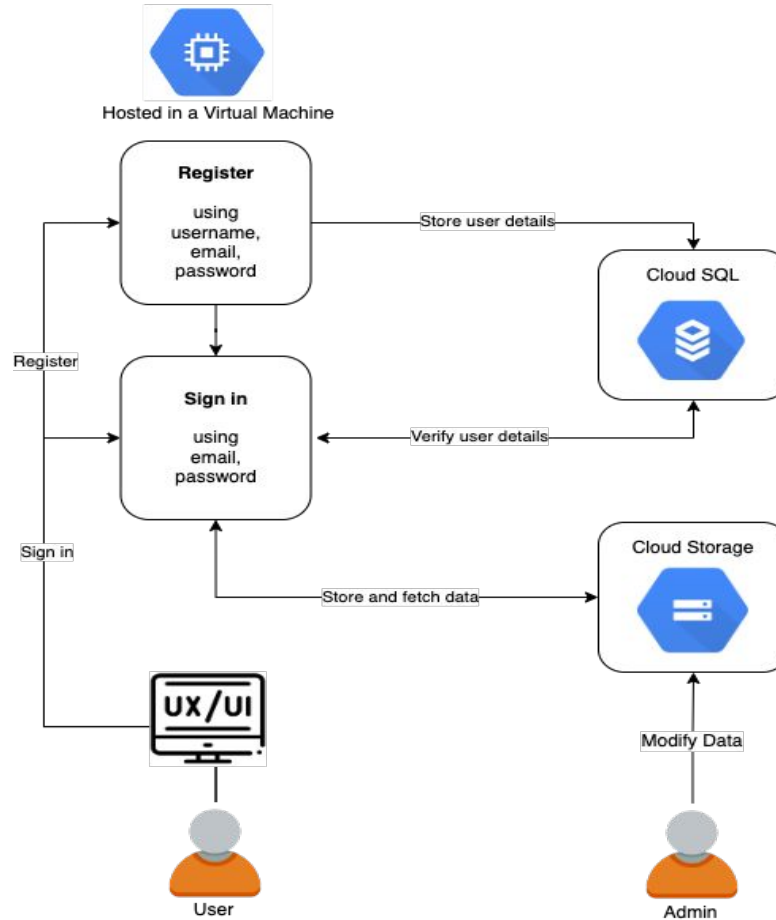 Hosted in a Virtual Machine
Register
using
username,
email,
password
Store user details
Cloud SQL
Register
Sign in
using
email,
password
Verify user details
Sign in
Cloud Storage
Store and fetch data
UX/UI
Modify Data
User
Admin